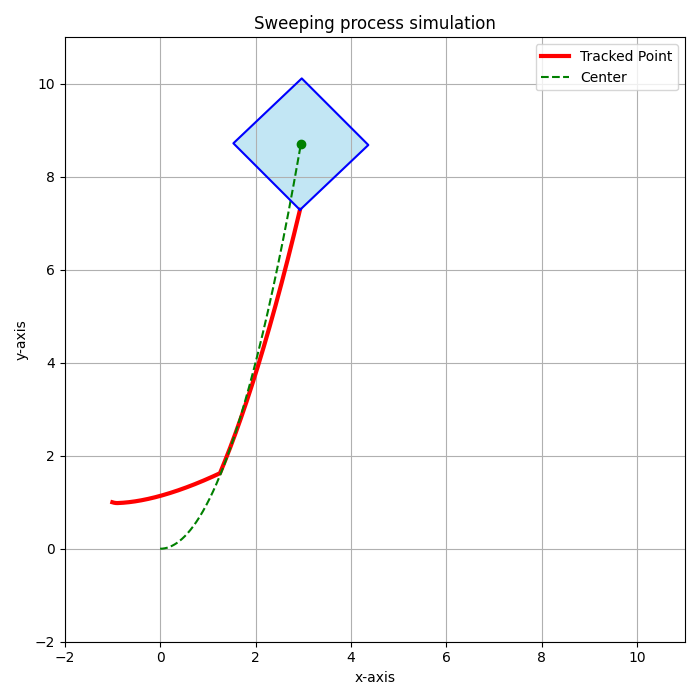 Sweeping process simulation
Tracked Point
Center
10
8
6
4
2
0
−2
y-axis
−2 0 2 4 6 8 10
x-axis